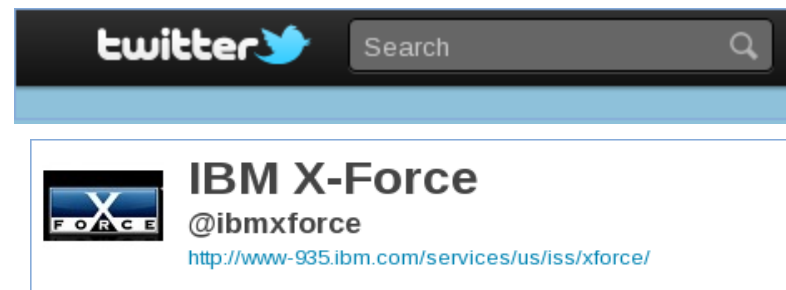 twitter
Search
IBM X-Force
X
FORCE
@ibmxforce
http://www-935.ibm.com/services/us/iss/xforce/